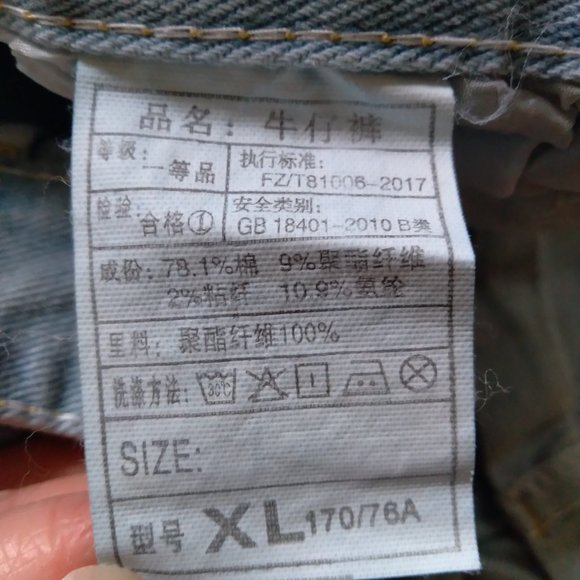 品名：牛仔裤
等级：一等品
执行标准：
FZ/T81006-2017
检验：合格①
安全类别：
GB 18401-2010 B类
成份：78.1%棉 9%聚酯纤维
2%粘纤 10.9%氨纶
里料：聚酯纤维100%
洗涤方法：30℃
SIZE:
型号 XL 170/76A